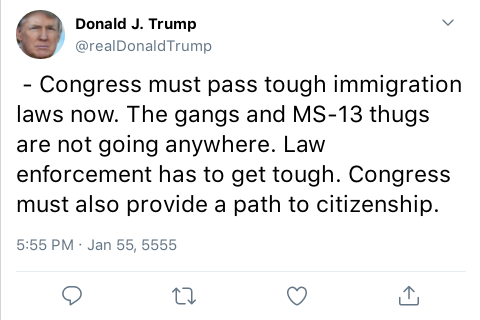 Donald J. Trump
@realDonaldTrump
- Congress must pass tough immigration
laws now. The gangs and MS-13 thugs
are not going anywhere. Law
enforcement has to get tough. Congress
must also provide a path to citizenship.
5:55 PM · Jan 55, 5555